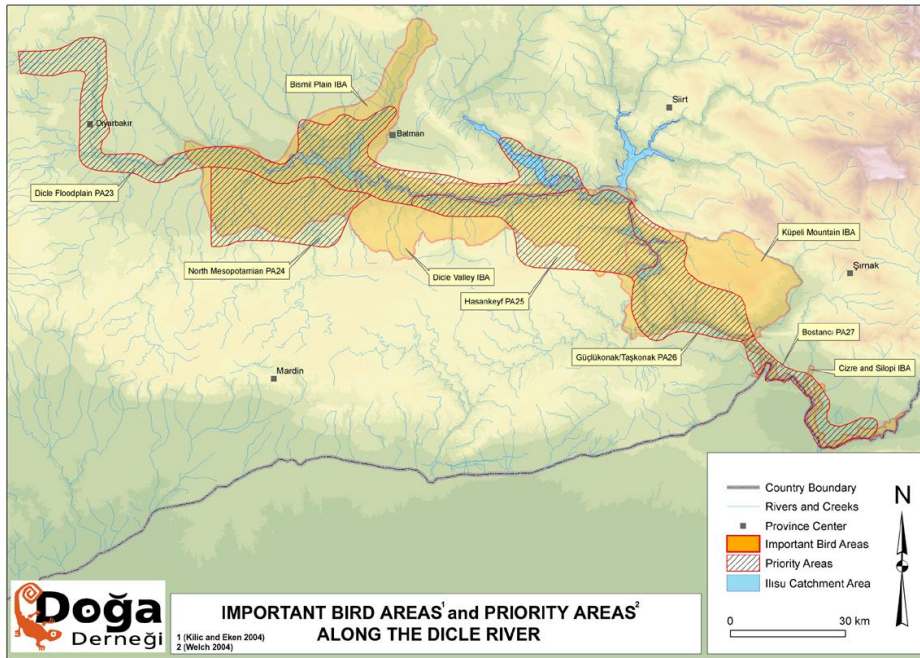 Bismil Plain IBA
Siirt
Diyarbakır
Batman
Dicle Floodplain PA23
Küpeli Mountain IBA
North Mesopotamian PA24
Dicle Valley IBA
Şırnak
Hasankeyf PA25
Bostancı PA27
Güçlükonak/Taşkonak PA26
Cizre and Silopi IBA
Mardin
Country Boundary
Rivers and Creeks
Province Center
Important Bird Areas
Priority Areas
Ilısu Catchment Area
N
0 30 km
Doğa
Derneği
IMPORTANT BIRD AREAS¹ and PRIORITY AREAS²
ALONG THE DICLE RIVER
1 (Kilic and Eken 2004)
2 (Welch 2004)